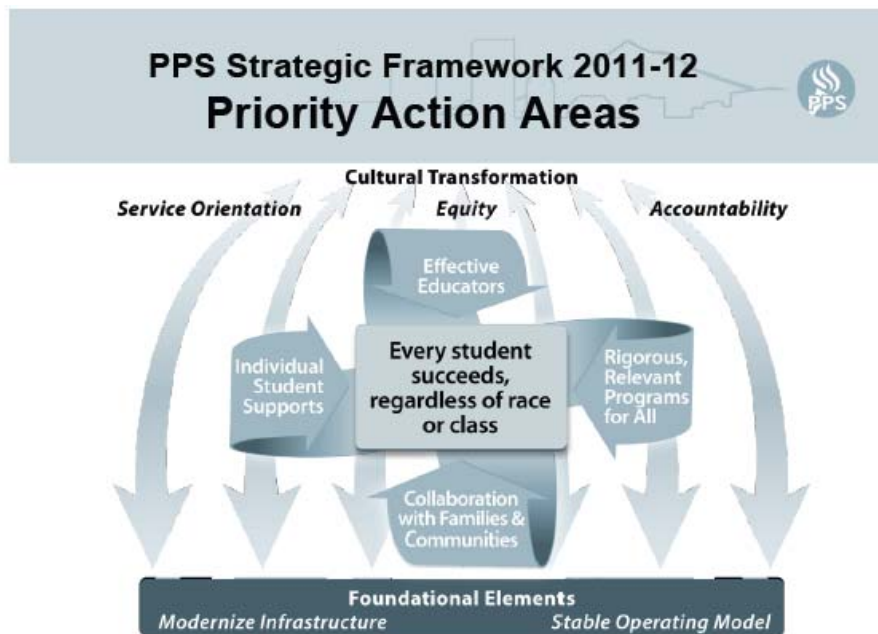 PPS Strategic Framework 2011-12
Priority Action Areas
PPS
Cultural Transformation
Service Orientation Equity Accountability
Effective
Educators
Individual
Student
Supports
Every student
succeeds,
regardless of race
or class
Rigorous,
Relevant
Programs
for All
Collaboration
with Families &
Communities
Foundational Elements
Modernize Infrastructure Stable Operating Model